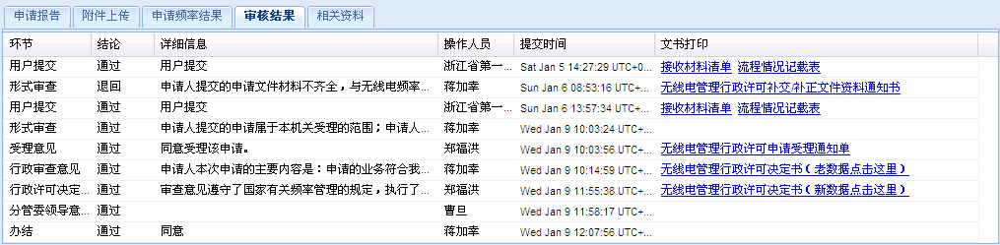 申请报告 附件上传 申请频率结果 审核结果 相关资料
环节 结论 详细信息 操作人员 提交时间 文书打印
用户提交 通过 用户提交 浙江省第一... Sat Jan 5 14:27:29 UTC+0... 接收材料清单 流程情况记载表
形式审查 退回 申请人提交的申请文件材料不齐全，与无线电频率... 蒋加幸 Sun Jan 6 08:53:16 UTC+... 无线电管理行政许可补交/补正文件资料通知书
用户提交 通过 用户提交 浙江省第一... Sun Jan 6 13:57:34 UTC+... 接收材料清单 流程情况记载表
形式审查 通过 申请人提交的申请属于本机关受理的范围；申请人... 蒋加幸 Wed Jan 9 10:03:24 UTC+...
受理意见 通过 同意受理该申请。 郑福洪 Wed Jan 9 10:03:56 UTC+... 无线电管理行政许可申请受理通知单
行政审查意见 通过 申请人本次申请的主要内容是：申请的业务符合我... 蒋加幸 Wed Jan 9 10:14:59 UTC+... 无线电管理行政许可决定书（老数据点击这里）
行政许可决定... 通过 审查意见遵守了国家有关频率管理的规定，执行了... 郑福洪 Wed Jan 9 11:55:38 UTC+... 无线电管理行政许可决定书（新数据点击这里）
分管委领导意... 通过 曹旦 Wed Jan 9 11:58:17 UTC+...
办结 通过 同意 蒋加幸 Wed Jan 9 12:07:56 UTC+...